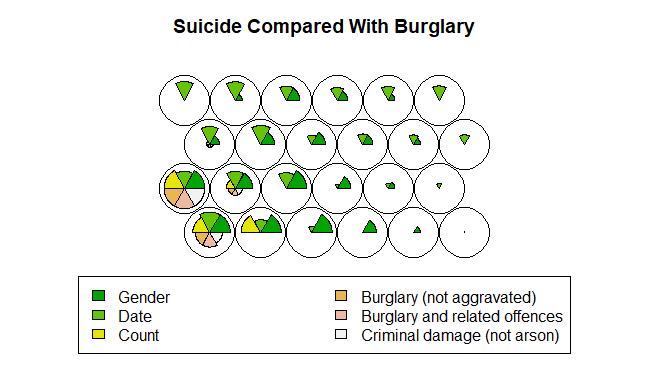 Suicide Compared With Burglary
Gender
Date
Count
Burglary (not aggravated)
Burglary and related offences
Criminal damage (not arson)